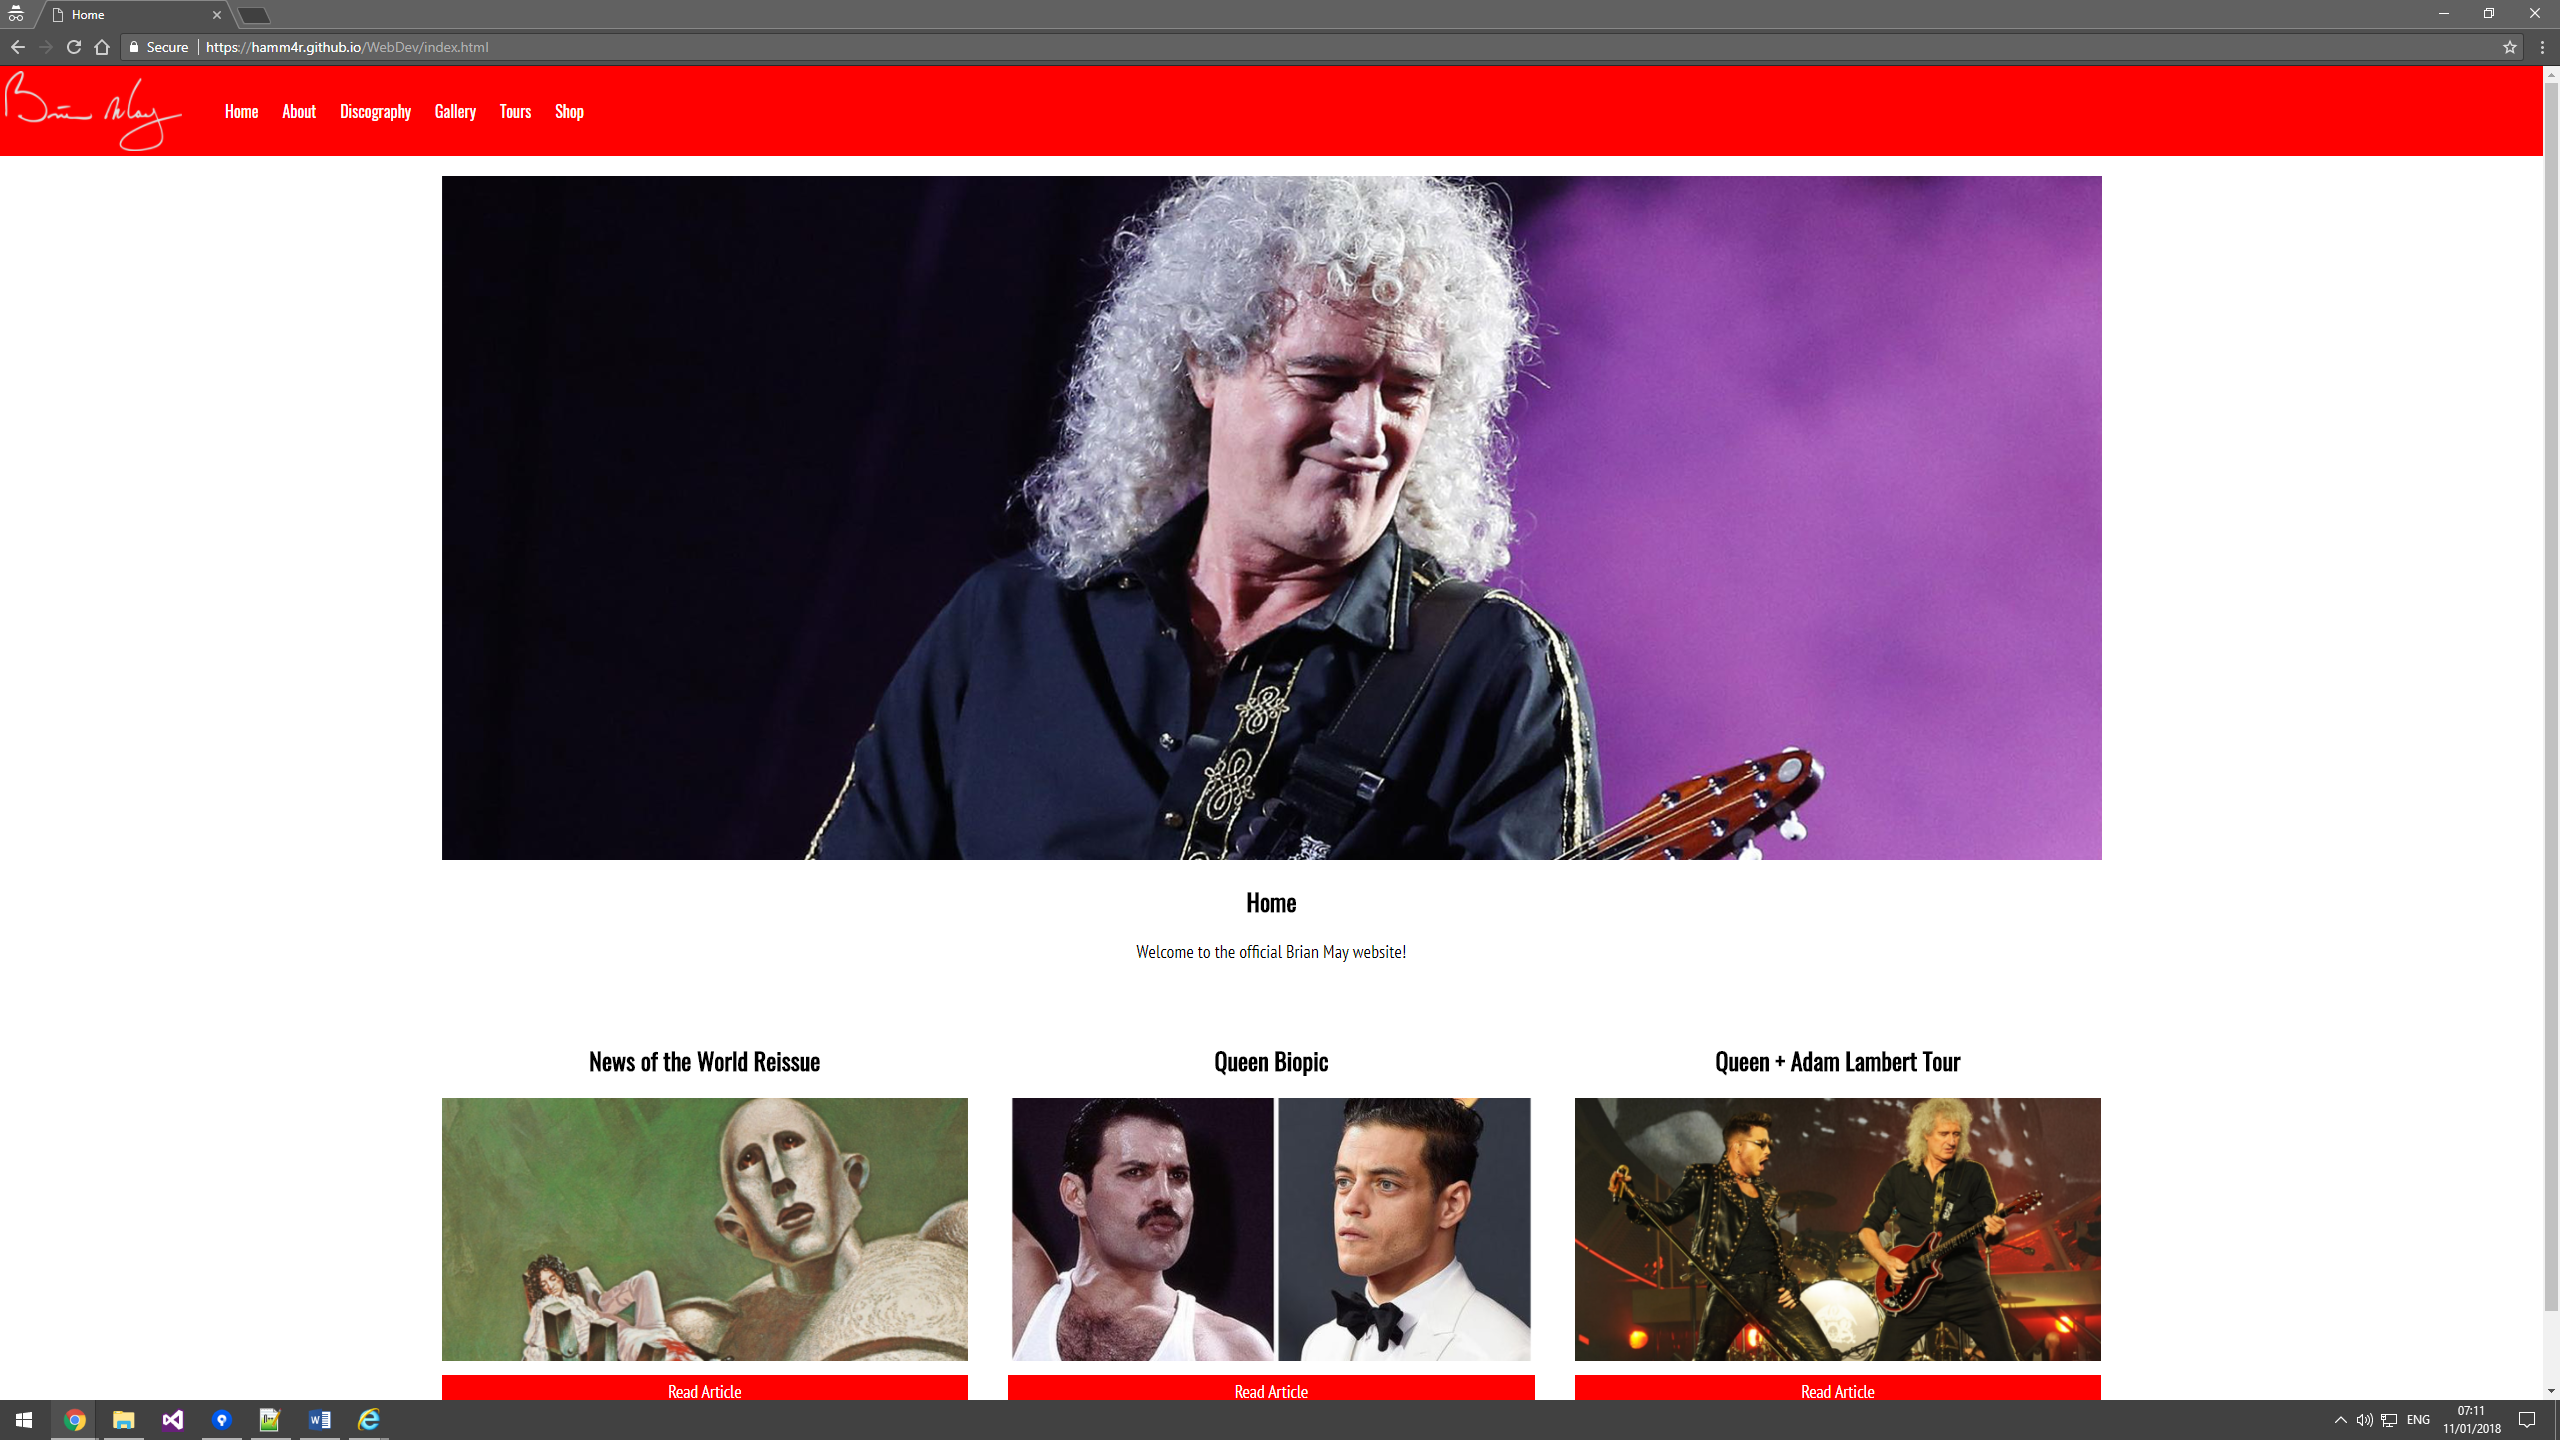 Home
Secure https://hamm4r.github.io/WebDev/index.html
Brian May
Home About Discography Gallery Tours Shop
Home
Welcome to the official Brian May website!
News of the World Reissue
Queen Biopic
Queen + Adam Lambert Tour
Read Article
Read Article
Read Article
ENG
07:11
11/01/2018